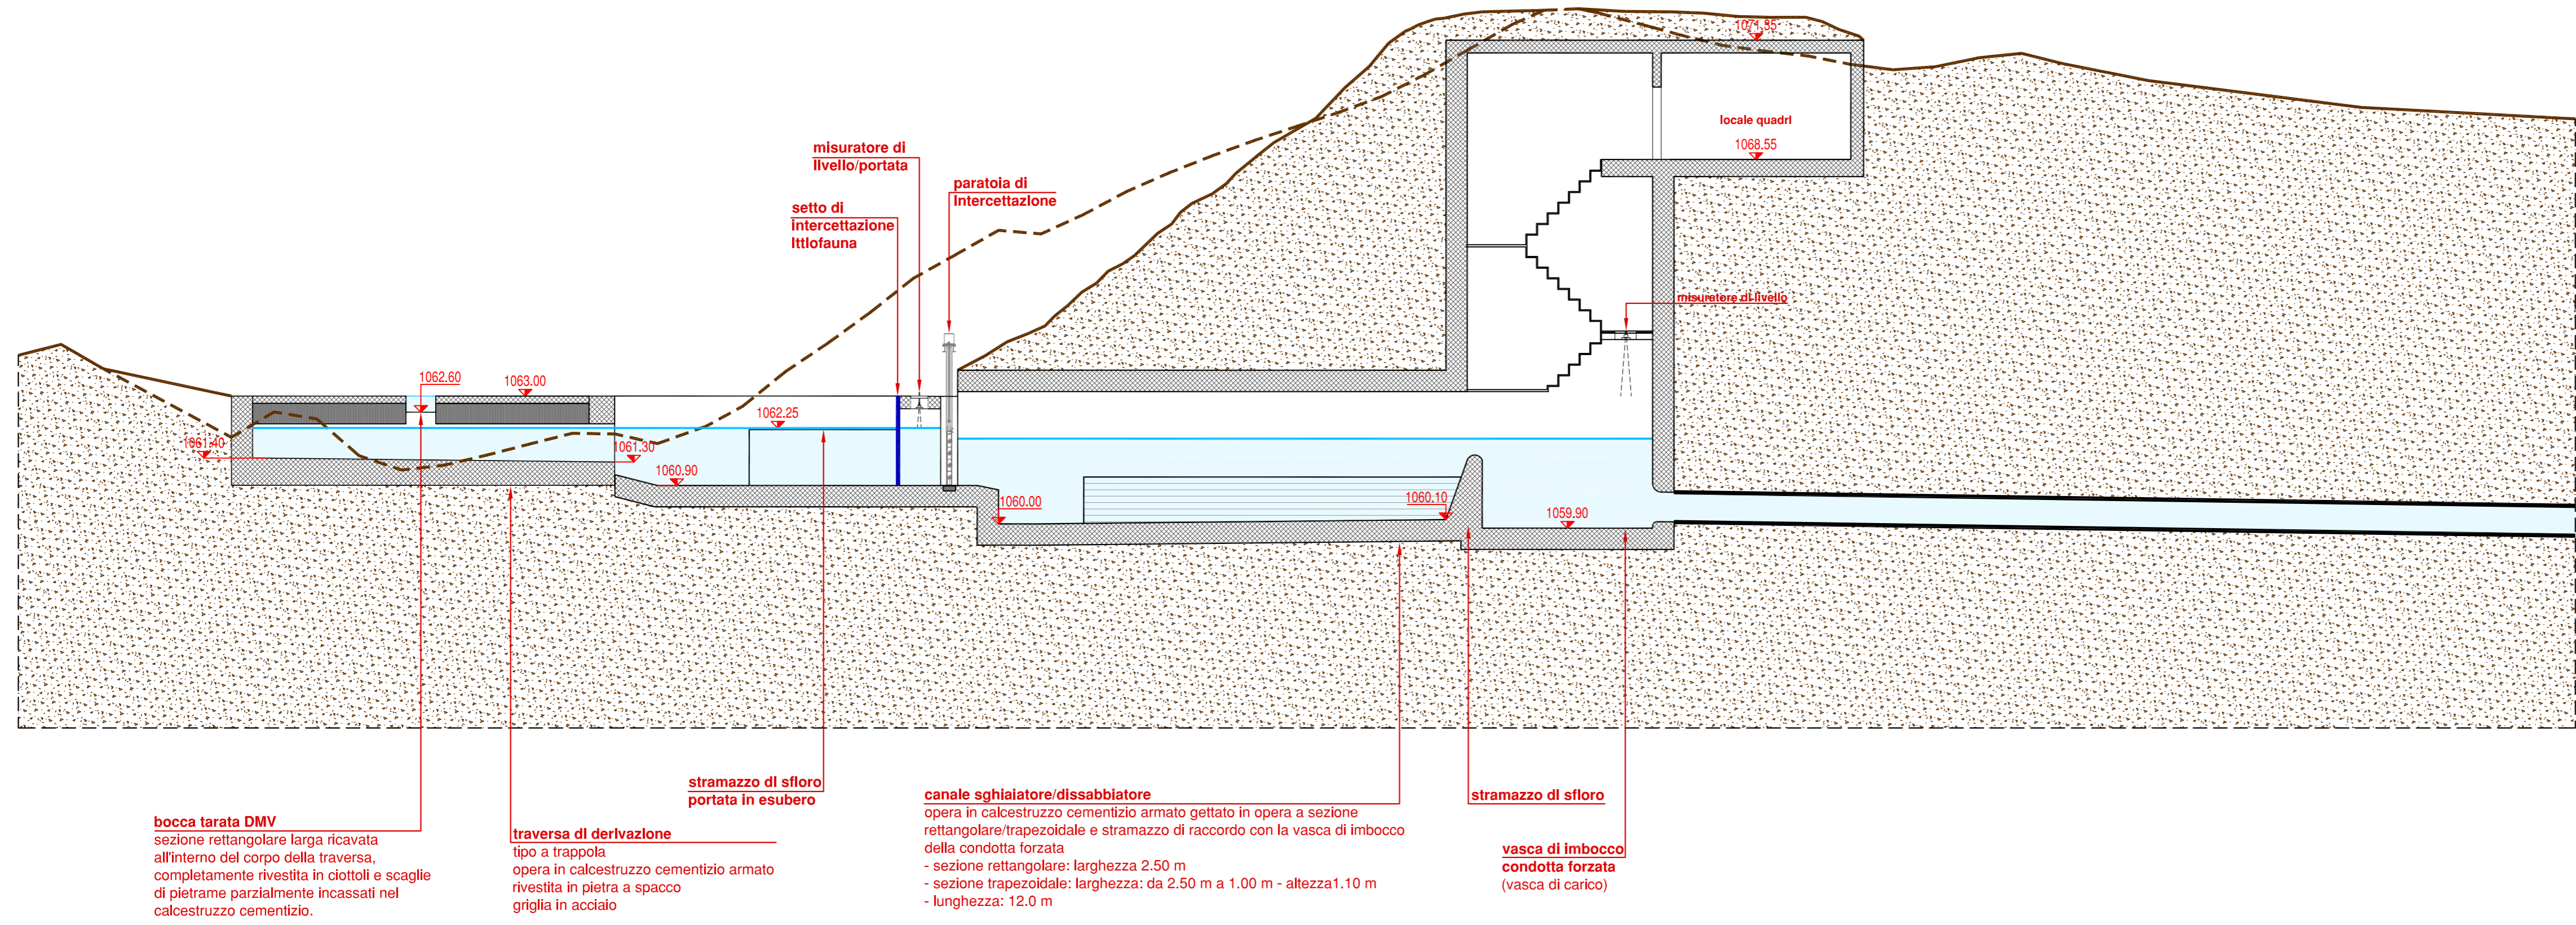 1071.35
locale quadri
1068.55
misuratore di
livello/portata
paratoia di
intercettazione
setto di
intercettazione
ittiofauna
misuratore di livello
1062.60
1063.00
1062.25
1061.40
1061.30
1060.90
1060.00
1060.10
1059.90
stramazzo di sfioro
portata in esubero
bocca tarata DMV
sezione rettangolare larga ricavata
all'interno del corpo della traversa,
completamente rivestita in ciottoli e scaglie
di pietrame parzialmente incassati nel
calcestruzzo cementizio.
traversa di derivazione
tipo a trappola
opera in calcestruzzo cementizio armato
rivestita in pietra a spacco
griglia in acciaio
canale sghiaiatore/dissabbiatore
opera in calcestruzzo cementizio armato gettato in opera a sezione
rettangolare/trapezoidale e stramazzo di raccordo con la vasca di imbocco
della condotta forzata
- sezione rettangolare: larghezza 2.50 m
- sezione trapezoidale: larghezza: da 2.50 m a 1.00 m - altezza1.10 m
- lunghezza: 12.0 m
stramazzo di sfioro
vasca di imbocco
condotta forzata
(vasca di carico)